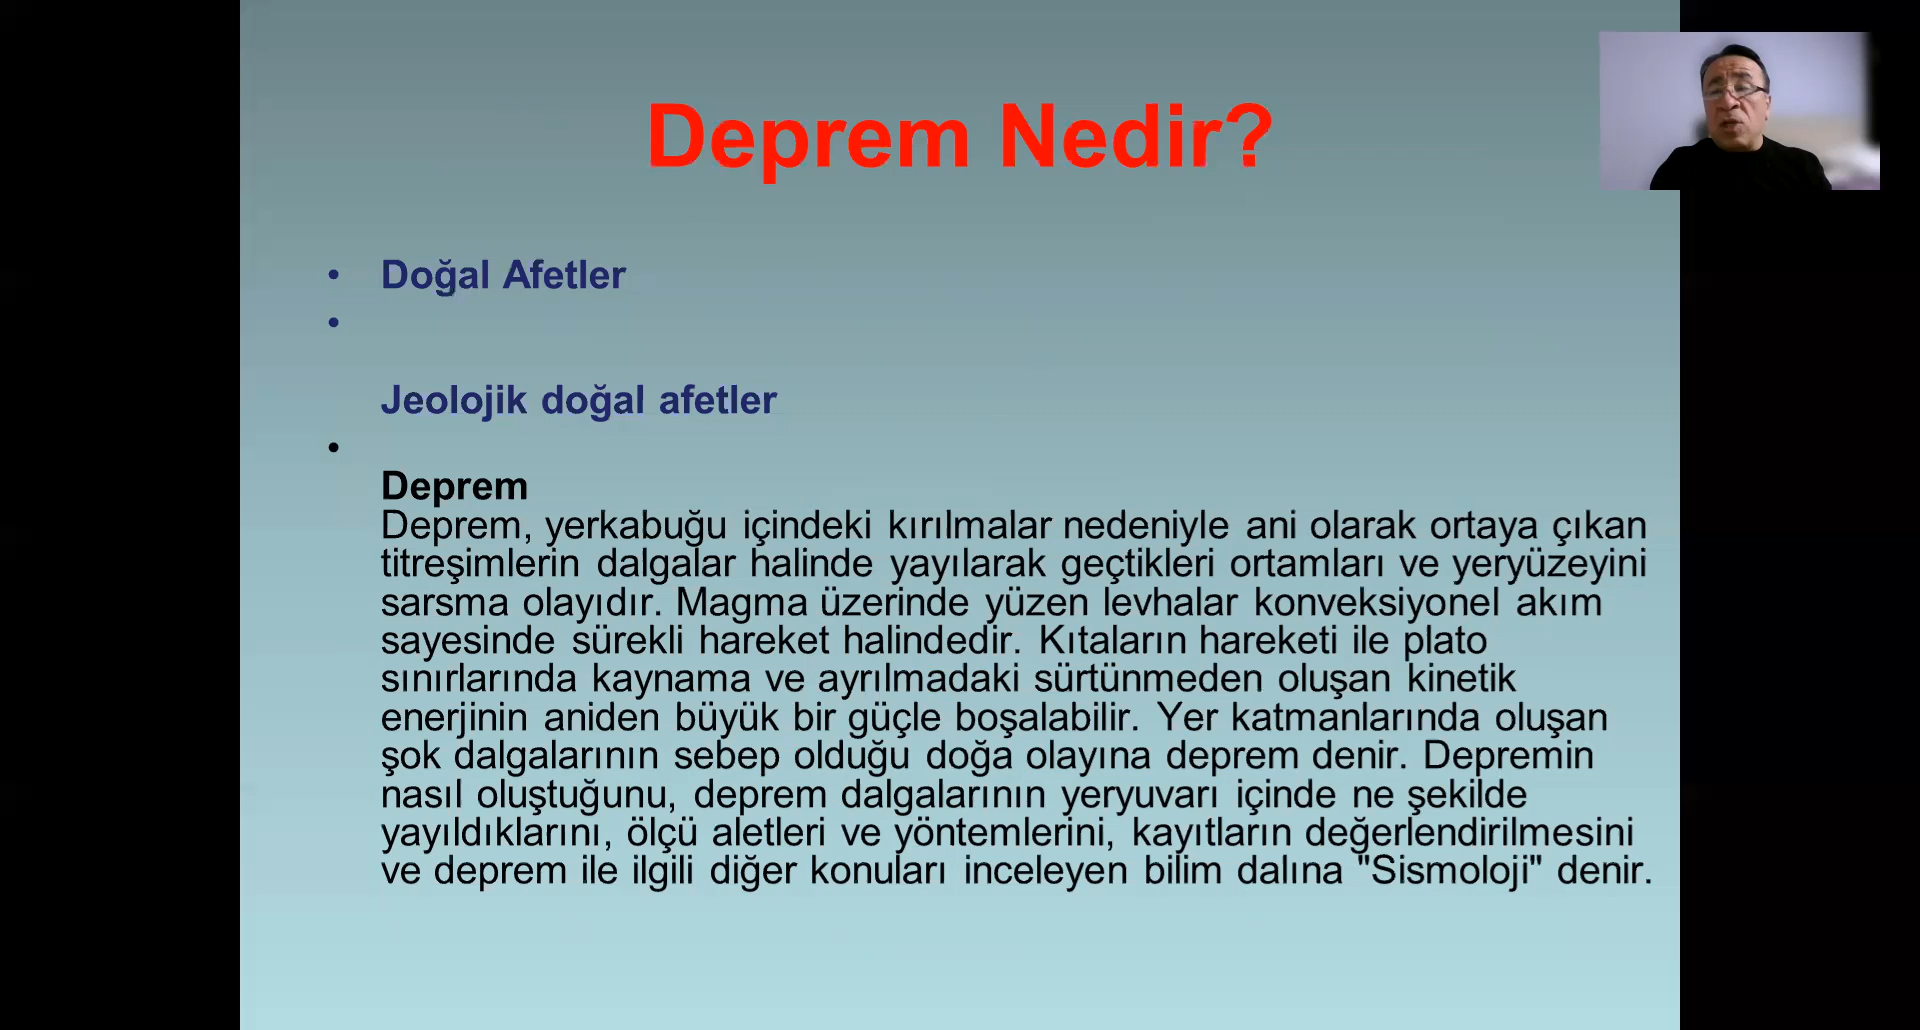 Deprem Nedir?
• Doğal Afetler
•
Jeolojik doğal afetler
•
Deprem
Deprem, yerkabuğu içindeki kırılmalar nedeniyle ani olarak ortaya çıkan
titreşimlerin dalgalar halinde yayılarak geçtikleri ortamları ve yeryüzeyini
sarsma olayıdır. Magma üzerinde yüzen levhalar konveksiyonel akım
sayesinde sürekli hareket halindedir. Kıtaların hareketi ile plato
sınırlarında kaynama ve ayrılmadaki sürtünmeden oluşan kinetik
enerjinin aniden büyük bir güçle boşalabilir. Yer katmanlarında oluşan
şok dalgalarının sebep olduğu doğa olayına deprem denir. Depremin
nasıl oluştuğunu, deprem dalgalarının yeryuvarı içinde ne şekilde
yayıldıklarını, ölçü aletleri ve yöntemlerini, kayıtların değerlendirilmesini
ve deprem ile ilgili diğer konuları inceleyen bilim dalına "Sismoloji" denir.